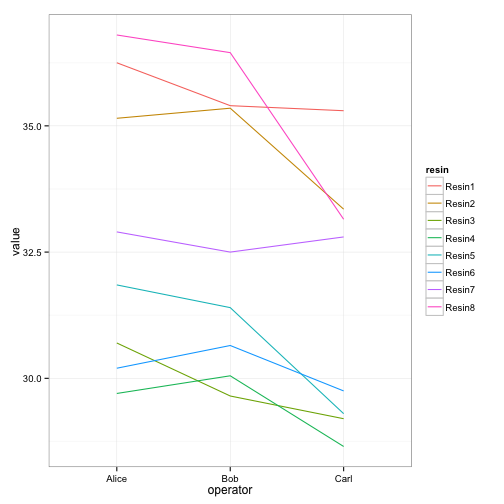 value
35.0
32.5
30.0
Alice Bob Carl
operator
resin
Resin1
Resin2
Resin3
Resin4
Resin5
Resin6
Resin7
Resin8